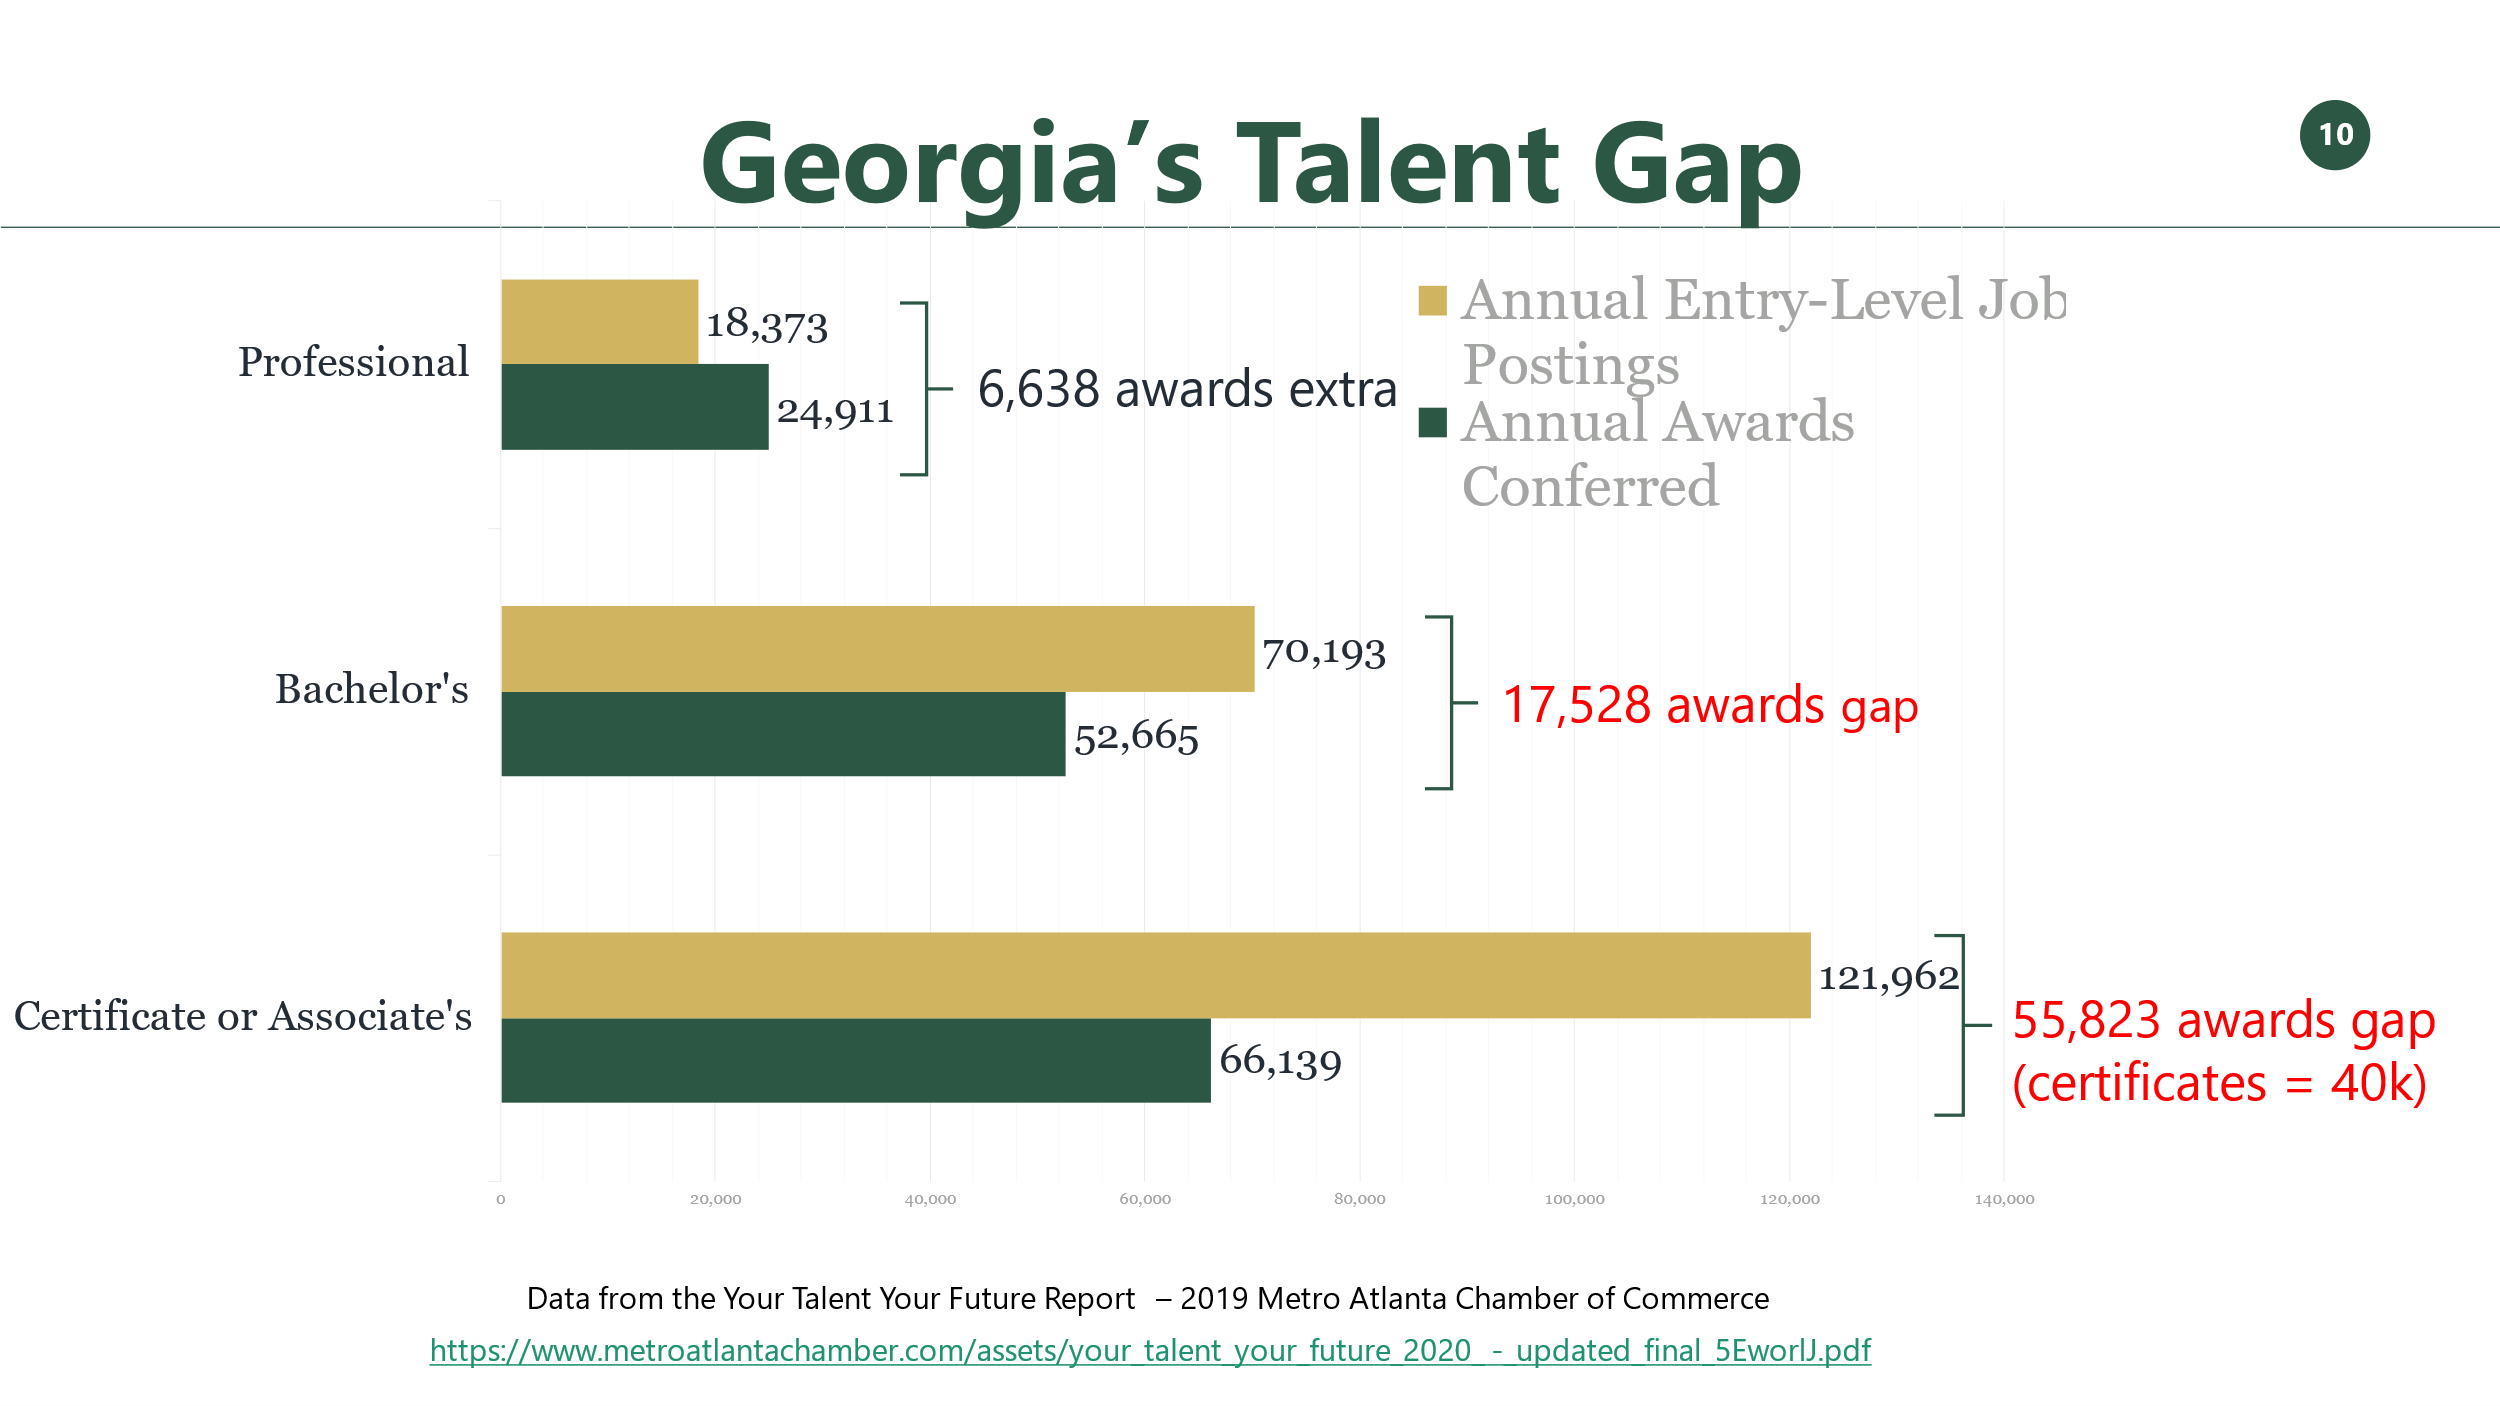 Georgia’s Talent Gap
10
Annual Entry-Level Job
Postings
Annual Awards
Conferred
Professional
18,373
24,911
6,638 awards extra
Bachelor's
70,193
52,665
17,528 awards gap
Certificate or Associate's
121,962
66,139
55,823 awards gap
(certificates = 40k)
0 20,000 40,000 60,000 80,000 100,000 120,000 140,000
Data from the Your Talent Your Future Report – 2019 Metro Atlanta Chamber of Commerce
https://www.metroatlantachamber.com/assets/your_talent_your_future_2020_-_updated_final_5EworlJ.pdf